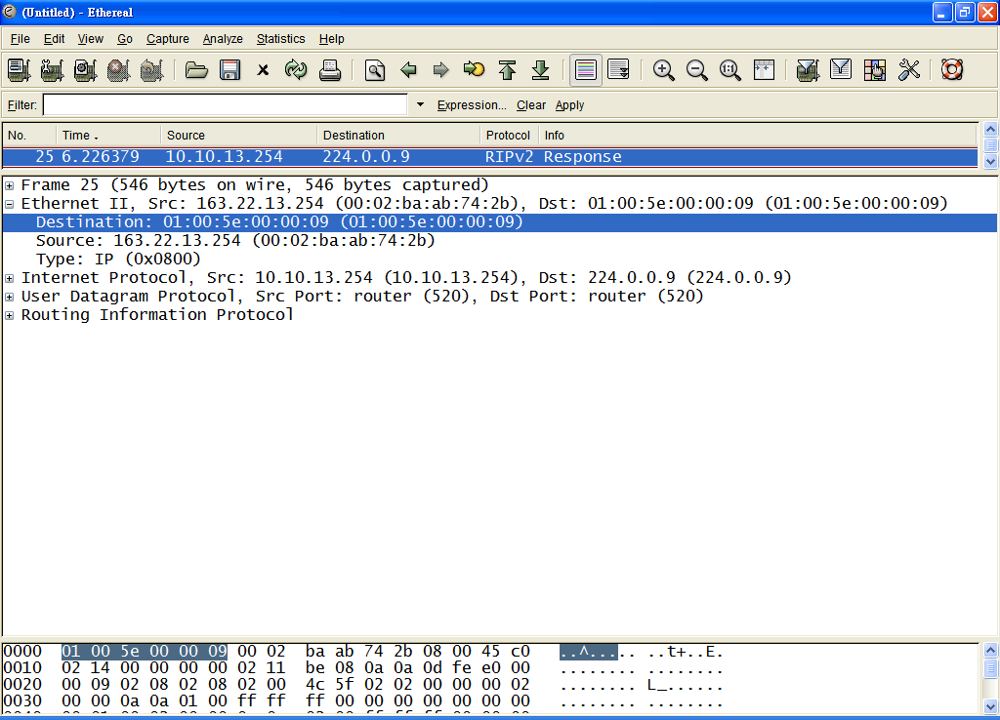 (Untitled) - Ethereal
File Edit View Go Capture Analyze Statistics Help
Filter: Expression... Clear Apply
No. Time . Source Destination Protocol Info
25 6.226379 10.10.13.254 224.0.0.9 RIPv2 Response
Frame 25 (546 bytes on wire, 546 bytes captured)
Ethernet II, Src: 163.22.13.254 (00:02:ba:ab:74:2b), Dst: 01:00:5e:00:00:09 (01:00:5e:00:00:09)
Destination: 01:00:5e:00:00:09 (01:00:5e:00:00:09)
Source: 163.22.13.254 (00:02:ba:ab:74:2b)
Type: IP (0x0800)
Internet Protocol, Src: 10.10.13.254 (10.10.13.254), Dst: 224.0.0.9 (224.0.0.9)
User Datagram Protocol, Src Port: router (520), Dst Port: router (520)
Routing Information Protocol
0000 01 00 5e 00 00 09 00 02 ba ab 74 2b 08 00 45 c0 ..^..... ..t+..E.
0010 02 14 00 00 00 00 02 11 be 08 0a 0a 0d fe e0 00 ........ ........
0020 00 09 02 08 02 08 02 00 4c 5f 02 02 00 00 00 02 ........ L_......
0030 00 00 0a 0a 01 00 ff ff ff 00 00 00 00 00 00 00 ........ ........